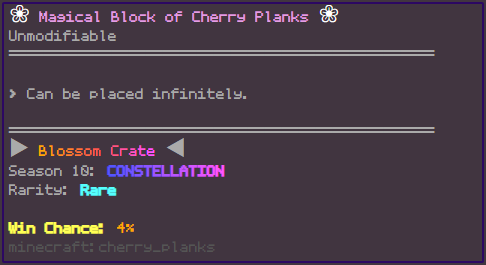 ❀ Magical Block of Cherry Planks ❀
Unmodifiable
> Can be placed infinitely.
▶ Blossom Crate ◀
Season 10: CONSTELLATION
Rarity: Rare
Win Chance: 4%
minecraft:cherry_planks